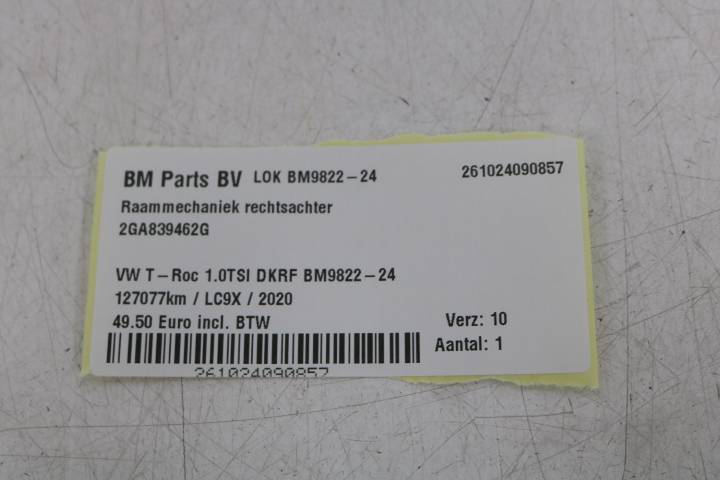 BM Parts BV LOK BM9822-24 261024090857
Raammechaniek rechtsachter
2GA839462G
VW T-Roc 1.0TSI DKRF BM9822-24
127077km / LC9X / 2020
49.50 Euro incl. BTW Verz: 10
Aantal: 1
261024090857